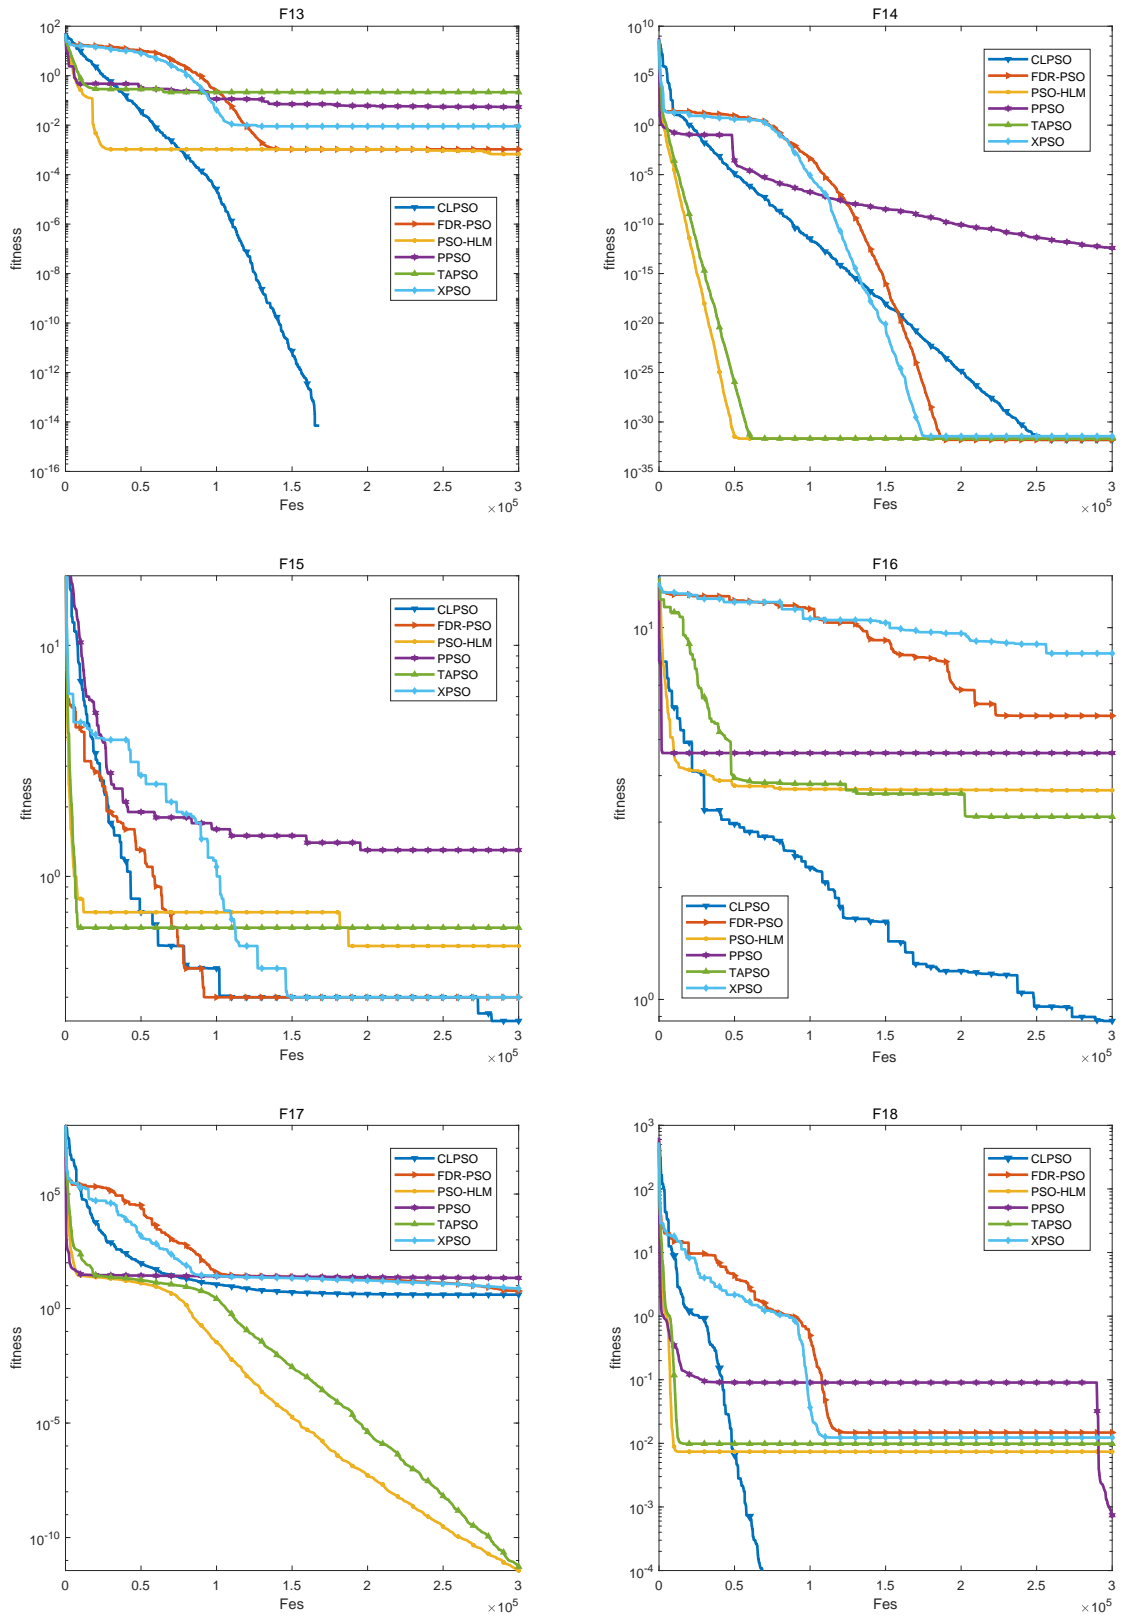 F13
10^2
10^0
10^-2
10^-4
10^-6
10^-8
10^-10
10^-12
10^-14
10^-16
fitness
CLPSO
FDR-PSO
PSO-HLM
PPSO
TAPSO
XPSO
0 0.5 1 1.5 2 2.5 3
Fes
×10^5
F14
10^10
10^5
10^0
10^-5
10^-10
10^-15
10^-20
10^-25
10^-30
10^-35
fitness
CLPSO
FDR-PSO
PSO-HLM
PPSO
TAPSO
XPSO
0 0.5 1 1.5 2 2.5 3
Fes
×10^5
F15
10^1
10^0
fitness
CLPSO
FDR-PSO
PSO-HLM
PPSO
TAPSO
XPSO
0 0.5 1 1.5 2 2.5 3
Fes
×10^5
F16
10^1
10^0
fitness
CLPSO
FDR-PSO
PSO-HLM
PPSO
TAPSO
XPSO
0 0.5 1 1.5 2 2.5 3
Fes
×10^5
F17
10^5
10^0
10^-5
10^-10
fitness
CLPSO
FDR-PSO
PSO-HLM
PPSO
TAPSO
XPSO
0 0.5 1 1.5 2 2.5 3
Fes
×10^5
F18
10^3
10^2
10^1
10^0
10^-1
10^-2
10^-3
10^-4
fitness
CLPSO
FDR-PSO
PSO-HLM
PPSO
TAPSO
XPSO
0 0.5 1 1.5 2 2.5 3
Fes
×10^5